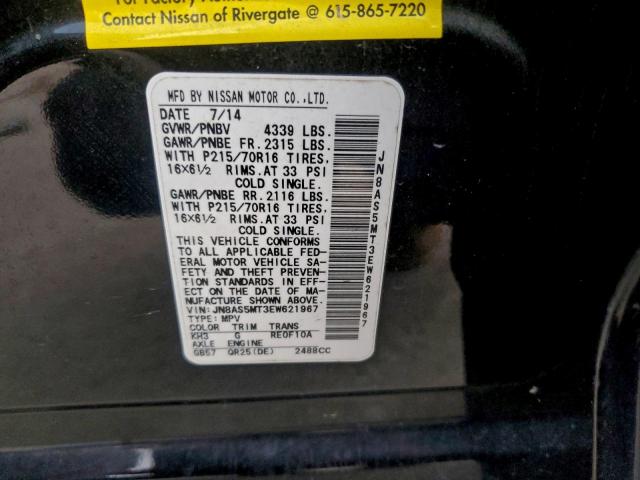 For Factory
Contact Nissan of Rivergate @ 615-865-7220
MFD BY NISSAN MOTOR CO.,LTD.
DATE 7/14
GVWR/PNBV 4339 LBS.
GAWR/PNBE FR. 2315 LBS.
WITH P215/70R16 TIRES,
16X6½ RIMS. AT 33 PSI
COLD SINGLE.
GAWR/PNBE RR. 2116 LBS.
WITH P215/70R16 TIRES,
16X6½ RIMS. AT 33 PSI
COLD SINGLE.
THIS VEHICLE CONFORMS
TO ALL APPLICABLE FED-
ERAL MOTOR VEHICLE SA-
FETY AND THEFT PREVEN-
TION STANDARDS IN EFF-
ECT ON THE DATE OF MA-
NUFACTURE SHOWN ABOVE.
VIN: JN8AS5MT3EW621967
TYPE: MPV
COLOR TRIM TRANS
KH3 G RE0F10A
AXLE ENGINE
GB57 QR25(DE) 2488CC
JN8AS5MT3EW621967